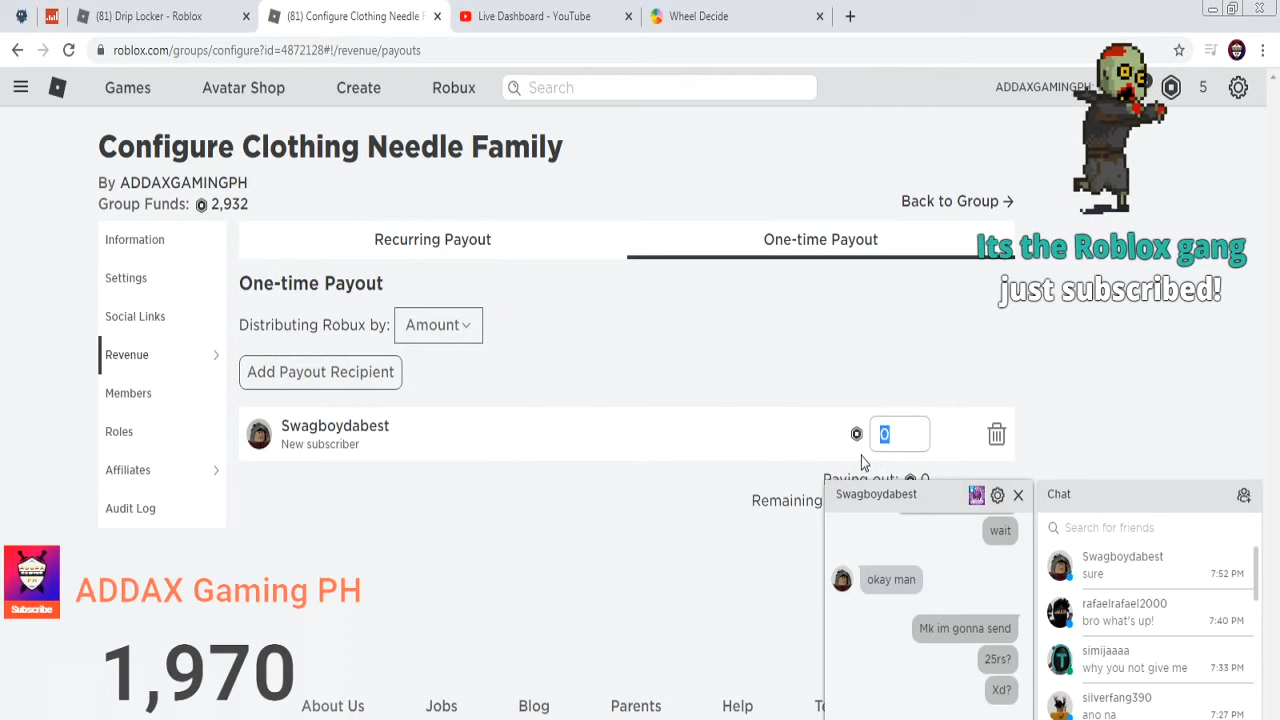 (81) Drip Locker - Roblox
(81) Configure Clothing Needle F
Live Dashboard - YouTube
Wheel Decide
roblox.com/groups/configure?id=4872128#!/revenue/payouts
Games
Avatar Shop
Create
Robux
Search
ADDAXGAMINGPH
5
Configure Clothing Needle Family
By ADDAXGAMINGPH
Group Funds: 2,932
Back to Group
Its the Roblox gang
just subscribed!
Information
Settings
Social Links
Revenue
Members
Roles
Affiliates
Audit Log
Recurring Payout
One-time Payout
One-time Payout
Distributing Robux by: Amount
Add Payout Recipient
Swagboydabest
New subscriber
0
Paying out: 0
Remaining
Swagboydabest
wait
okay man
Mk im gonna send
25rs?
Xd?
Chat
Search for friends
Swagboydabest
sure 7:52 PM
rafaelrafael2000
bro what's up! 7:40 PM
simijaaaa
why you not give me 7:33 PM
silverfang390
ano na 7:27 PM
Subscribe
ADDAX Gaming PH
1,970
About Us
Jobs
Blog
Parents
Help